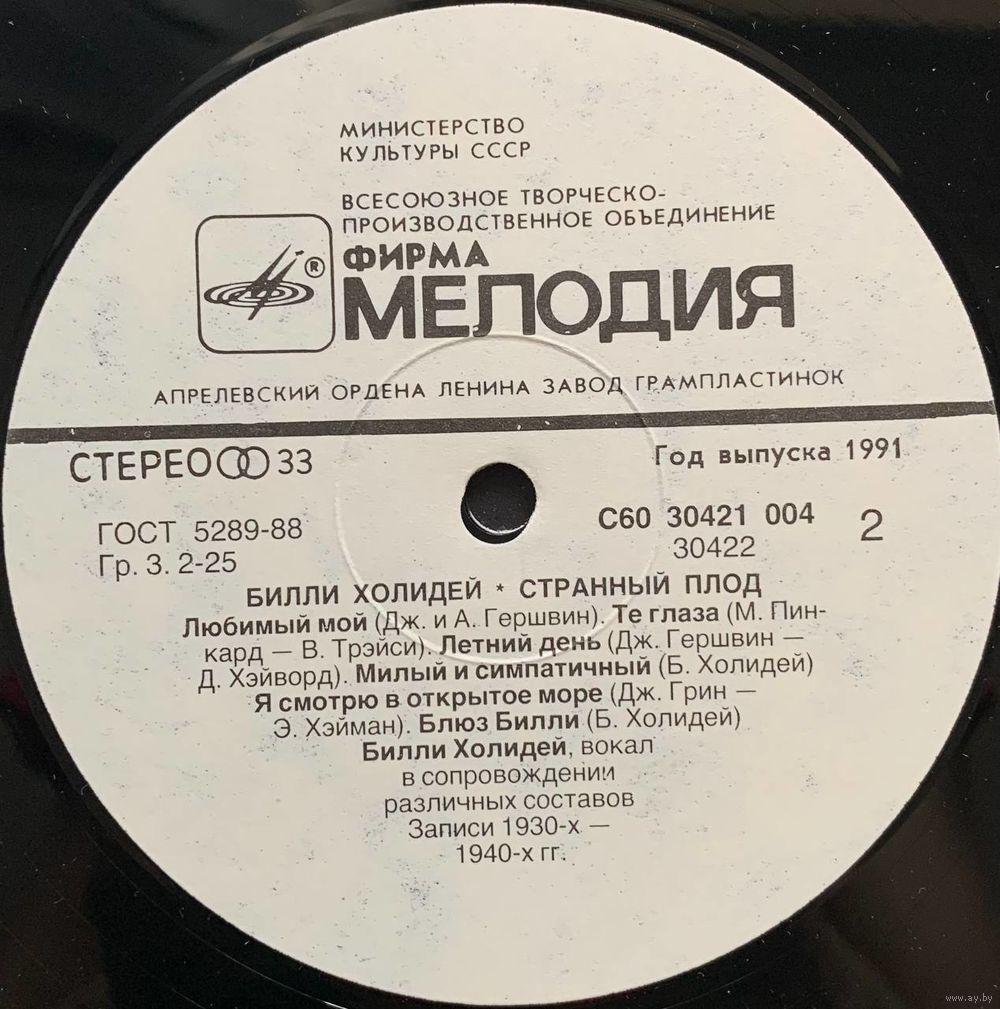 МИНИСТЕРСТВО
КУЛЬТУРЫ СССР
ВСЕСОЮЗНОЕ ТВОРЧЕСКО-
ПРОИЗВОДСТВЕННОЕ ОБЪЕДИНЕНИЕ
ФИРМА
®
МЕЛОДИЯ
АПРЕЛЕВСКИЙ ОРДЕНА ЛЕНИНА ЗАВОД ГРАМПЛАСТИНОК
СТЕРЕО 33
Год выпуска 1991
ГОСТ 5289-88
С60 30421 004
2
Гр. 3. 2-25
30422
БИЛЛИ ХОЛИДЕЙ * СТРАННЫЙ ПЛОД
Любимый мой (Дж. и А. Гершвин). Те глаза (М. Пин-
кард — В. Трэйси). Летний день (Дж. Гершвин —
Д. Хэйворд). Милый и симпатичный (Б. Холидей)
Я смотрю в открытое море (Дж. Грин —
Э. Хэйман). Блюз Билли (Б. Холидей)
Билли Холидей, вокал
в сопровождении
различных составов
Записи 1930-х —
1940-х гг.
www.ay.by